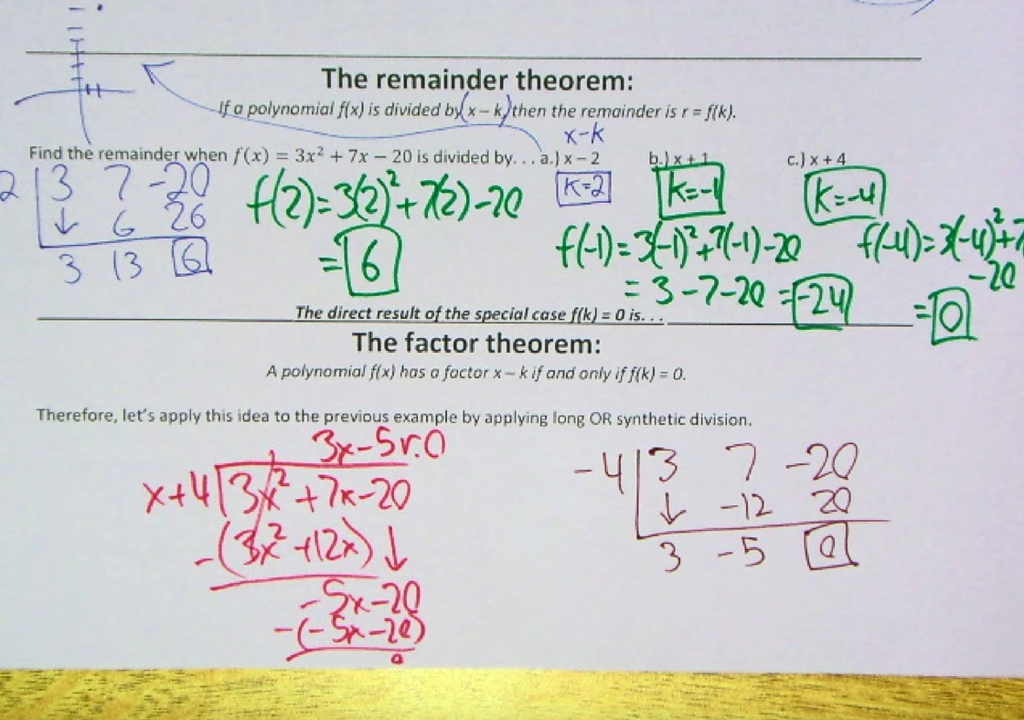 The remainder theorem:
If a polynomial f(x) is divided by (x – k) then the remainder is r = f(k).
x-k
Find the remainder when f(x) = 3x² + 7x − 20 is divided by. . . a.) x – 2 b.) x + 1 c.) x + 4
K=2 K=-1 K=-4
2 3 7 -20
↓ 6 26
3 13 6
f(2)=3(2)²+7(2)-20
= 6
f(-1)=3(-1)²+7(-1)-20
= 3-7-20 = -24
f(-4)=3(-4)²+7
-20
= 0
The direct result of the special case f(k) = 0 is. . .
The factor theorem:
A polynomial f(x) has a factor x – k if and only if f(k) = 0.
Therefore, let's apply this idea to the previous example by applying long OR synthetic division.
3x-5 r.0
x+4 3x²+7x-20
-(3x²+12x) ↓
-5x-20
-(-5x-20)
0
-4 3 7 -20
↓ -12 20
3 -5 0